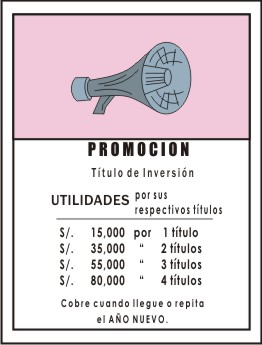 PROMOCION
Título de Inversión
UTILIDADES por sus
respectivos títulos
S/. 15,000 por 1 título
S/. 35,000 “ 2 títulos
S/. 55,000 “ 3 títulos
S/. 80,000 “ 4 títulos
Cobre cuando llegue o repita
el AÑO NUEVO.